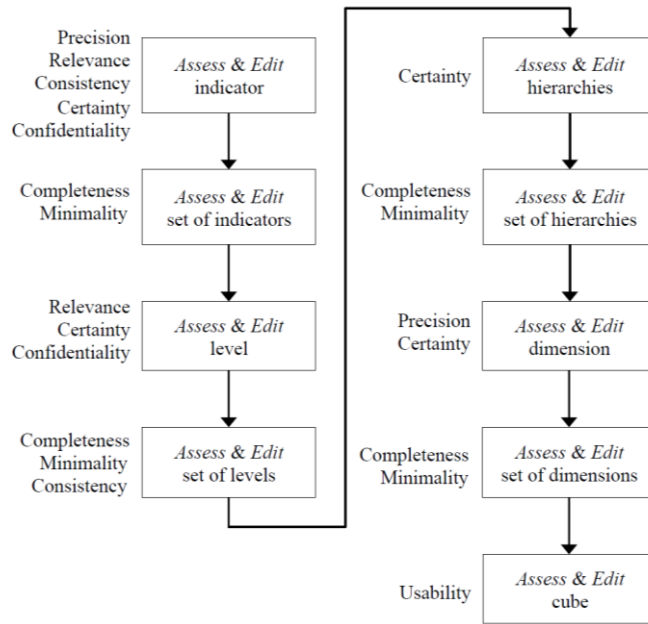 Precision
Relevance
Consistency
Certainty
Confidentiality
Assess & Edit
indicator
Completeness
Minimality
Assess & Edit
set of indicators
Relevance
Certainty
Confidentiality
Assess & Edit
level
Completeness
Minimality
Consistency
Assess & Edit
set of levels
Certainty
Assess & Edit
hierarchies
Completeness
Minimality
Assess & Edit
set of hierarchies
Precision
Certainty
Assess & Edit
dimension
Completeness
Minimality
Assess & Edit
set of dimensions
Usability
Assess & Edit
cube